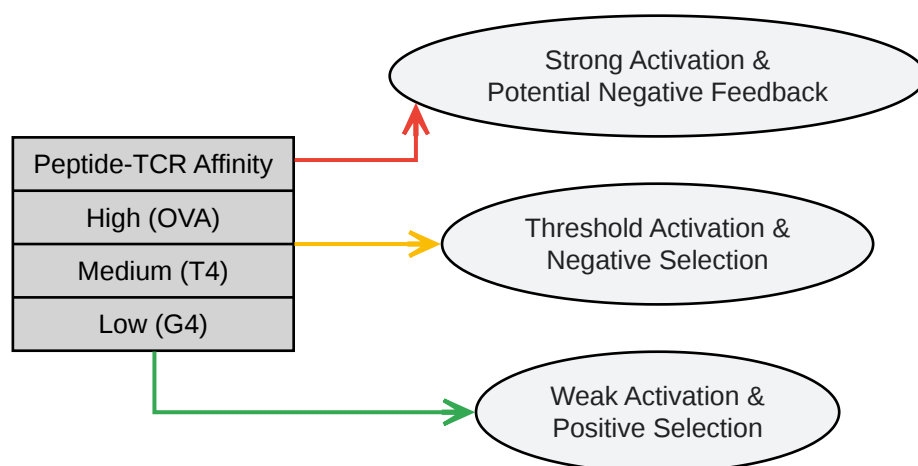 Strong Activation &
Potential Negative Feedback
Peptide-TCR Affinity
High (OVA)
Threshold Activation &
Negative Selection
Medium (T4)
Low (G4)
Weak Activation &
Positive Selection